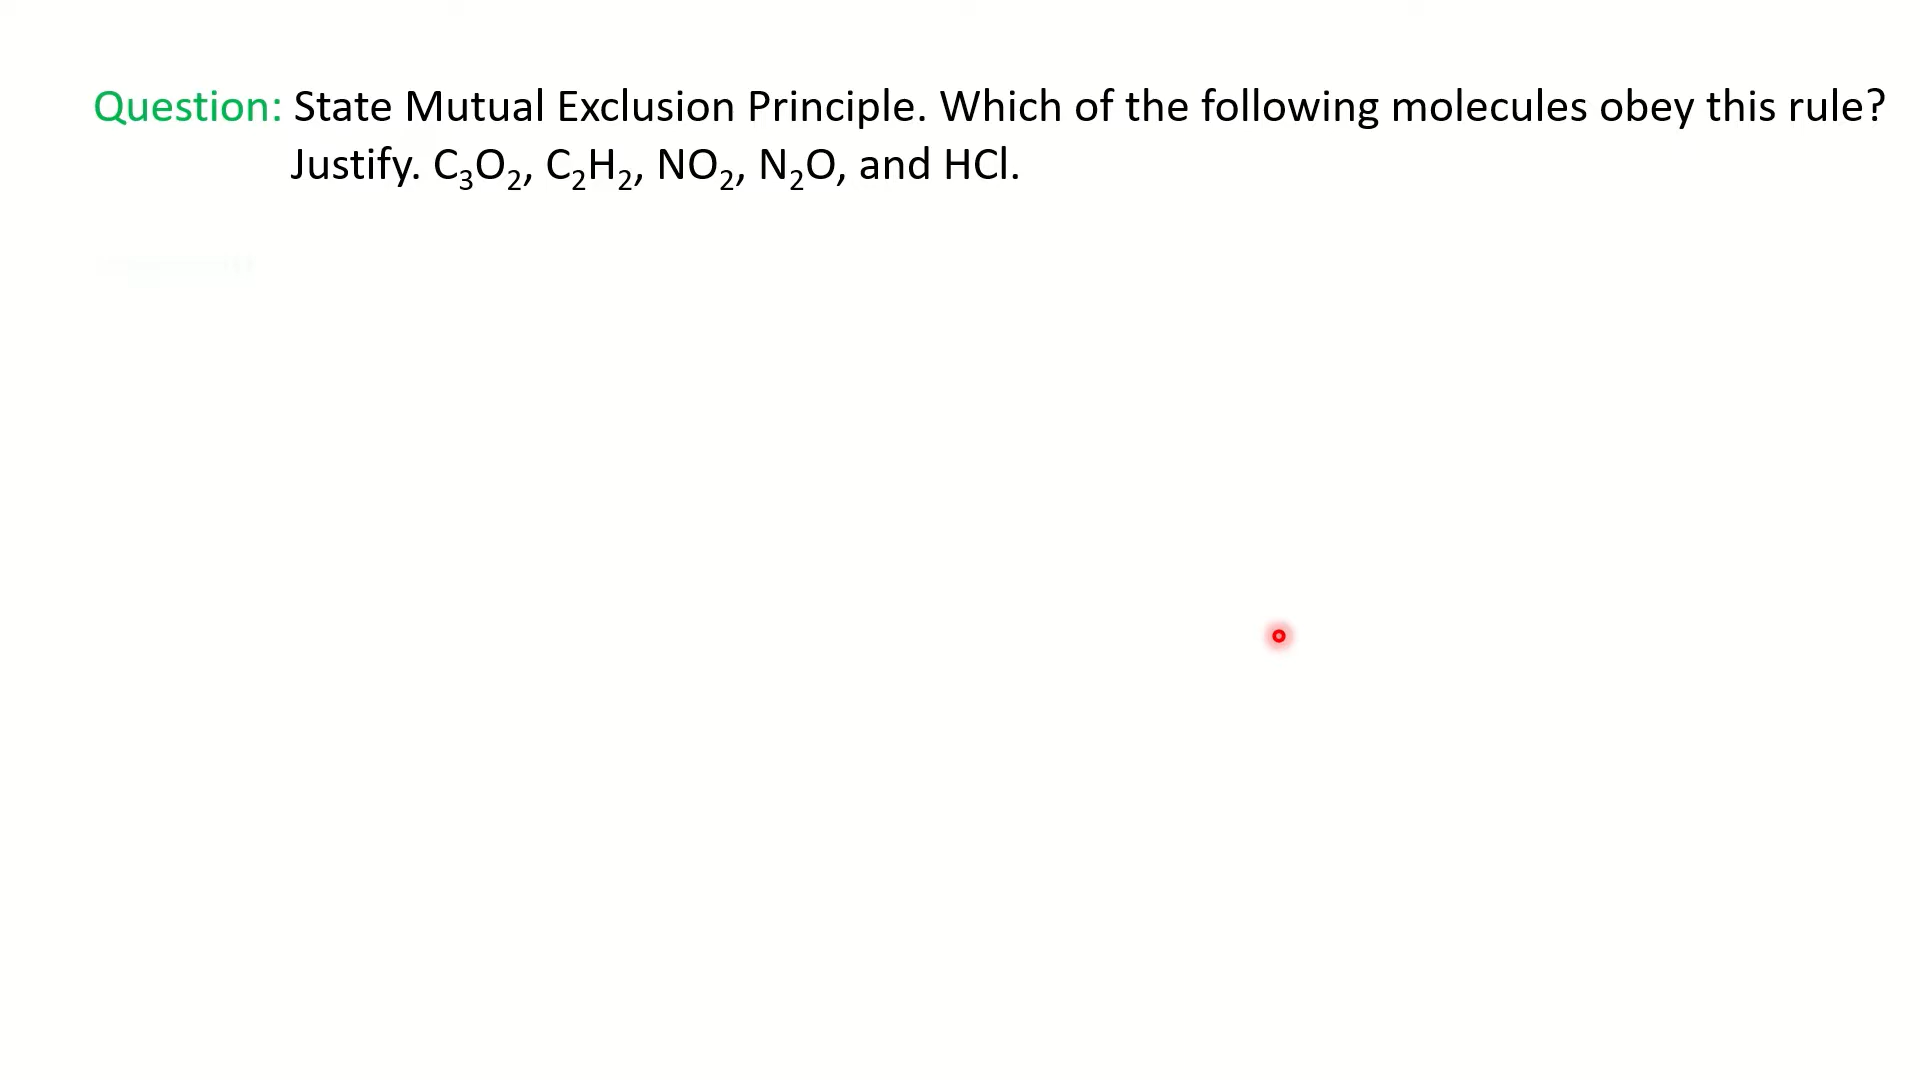 Question: State Mutual Exclusion Principle. Which of the following molecules obey this rule?
Justify. C₃O₂, C₂H₂, NO₂, N₂O, and HCl.